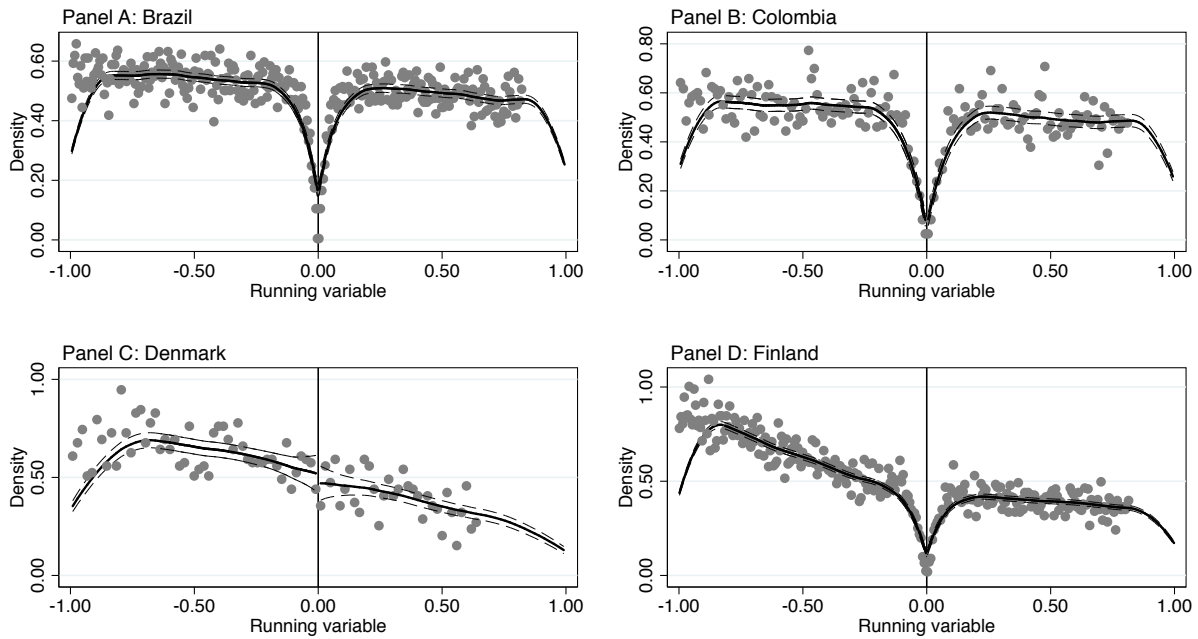 Panel A: Brazil
Density
0.00 0.20 0.40 0.60
-1.00 -0.50 0.00 0.50 1.00
Running variable
Panel B: Colombia
Density
0.00 0.20 0.40 0.60 0.80
-1.00 -0.50 0.00 0.50 1.00
Running variable
Panel C: Denmark
Density
0.00 0.50 1.00
-1.00 -0.50 0.00 0.50 1.00
Running variable
Panel D: Finland
Density
0.00 0.50 1.00
-1.00 -0.50 0.00 0.50 1.00
Running variable